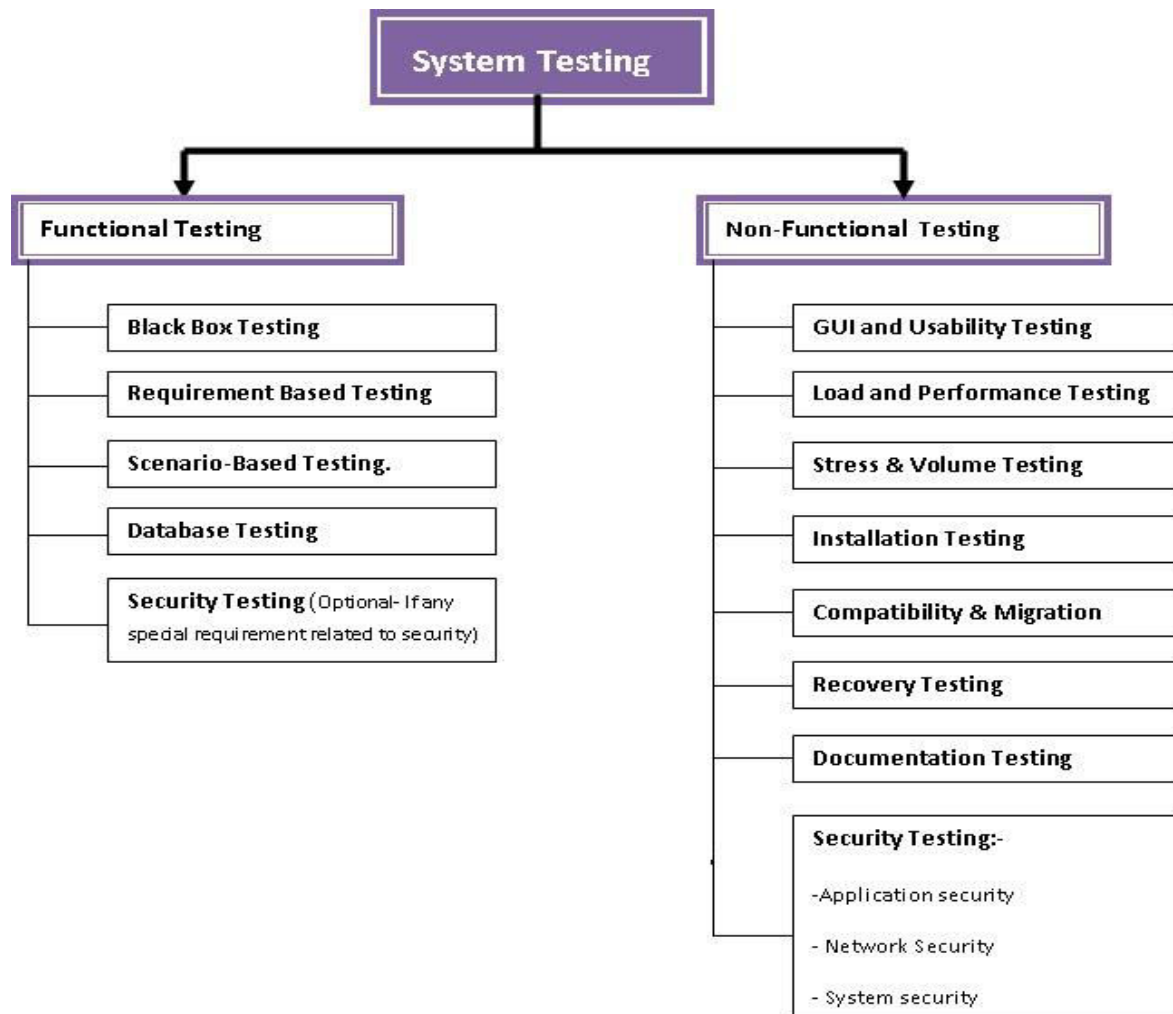 System Testing
Functional Testing
Black Box Testing
Requirement Based Testing
Scenario-Based Testing.
Database Testing
Security Testing (Optional- If any
special requirement related to security)
Non-Functional Testing
GUI and Usability Testing
Load and Performance Testing
Stress & Volume Testing
Installation Testing
Compatibility & Migration
Recovery Testing
Documentation Testing
Security Testing:-
-Application security
- Network Security
- System security